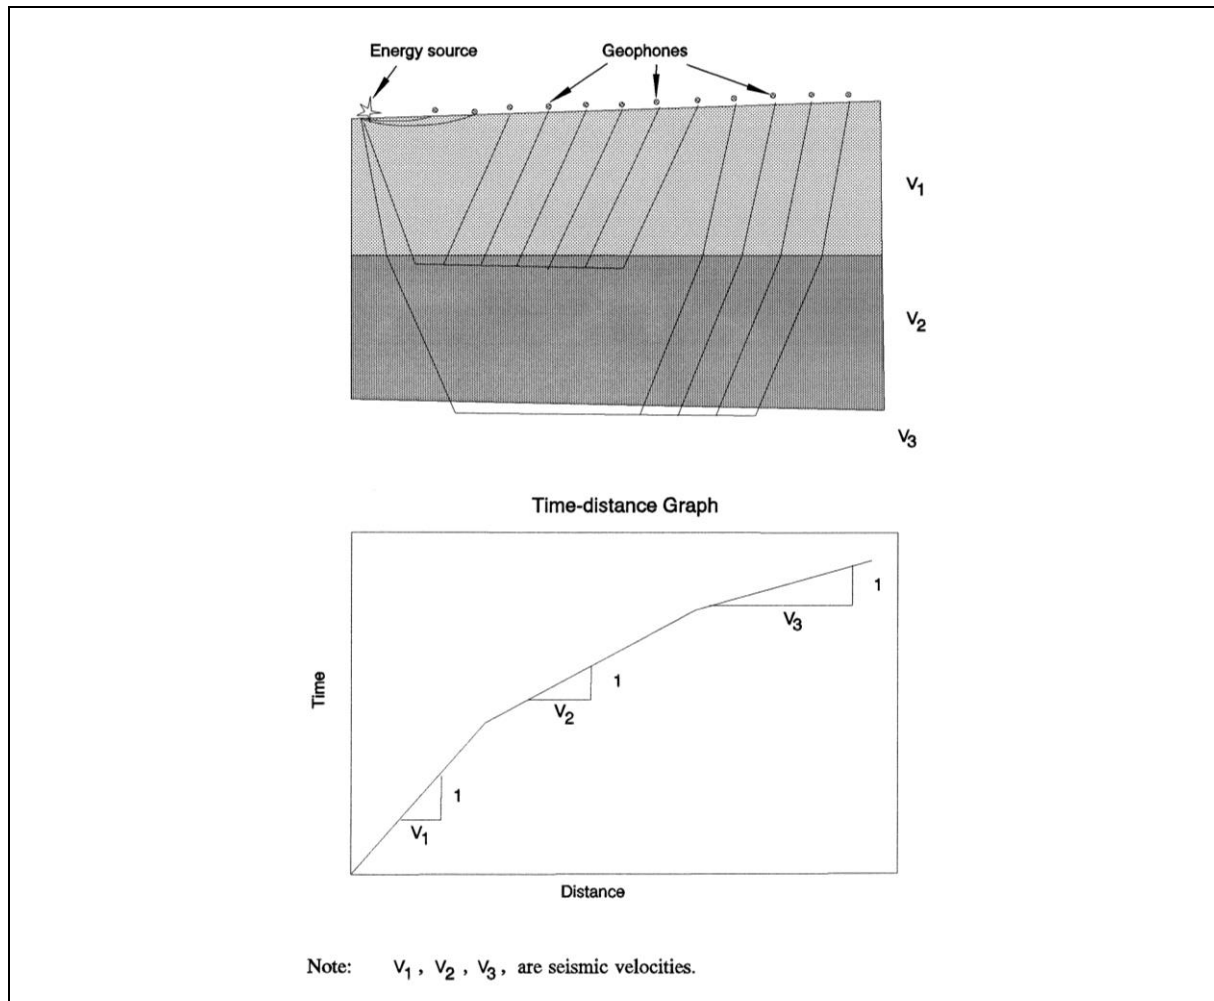 Energy source
Geophones
V1
V2
V3
Time-distance Graph
1
V3
1
V2
Time
1
V1
Distance
Note: V1 , V2 , V3 , are seismic velocities.